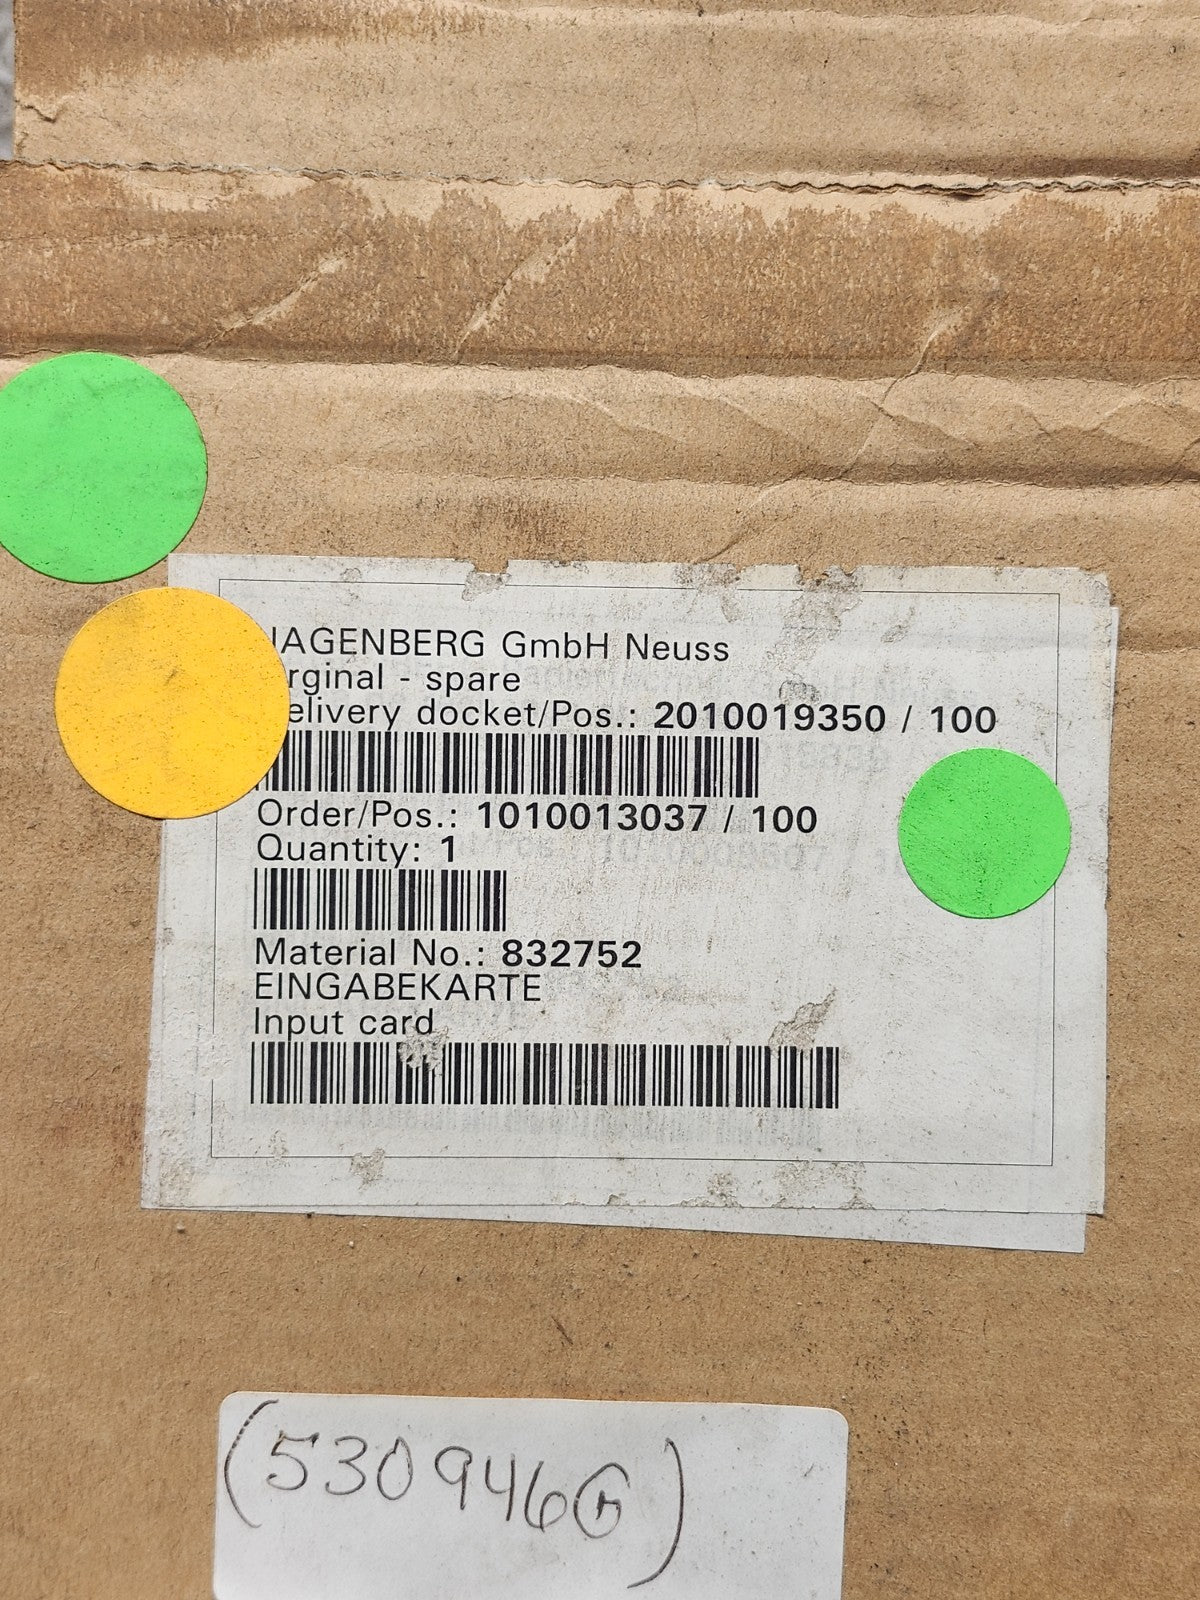 JAGENBERG GmbH Neuss
rginal - spare
elivery docket/Pos.: 2010019350 / 100
Order/Pos.: 1010013037 / 100
Quantity: 1
Material No.: 832752
EINGABEKARTE
Input card
(530946G)